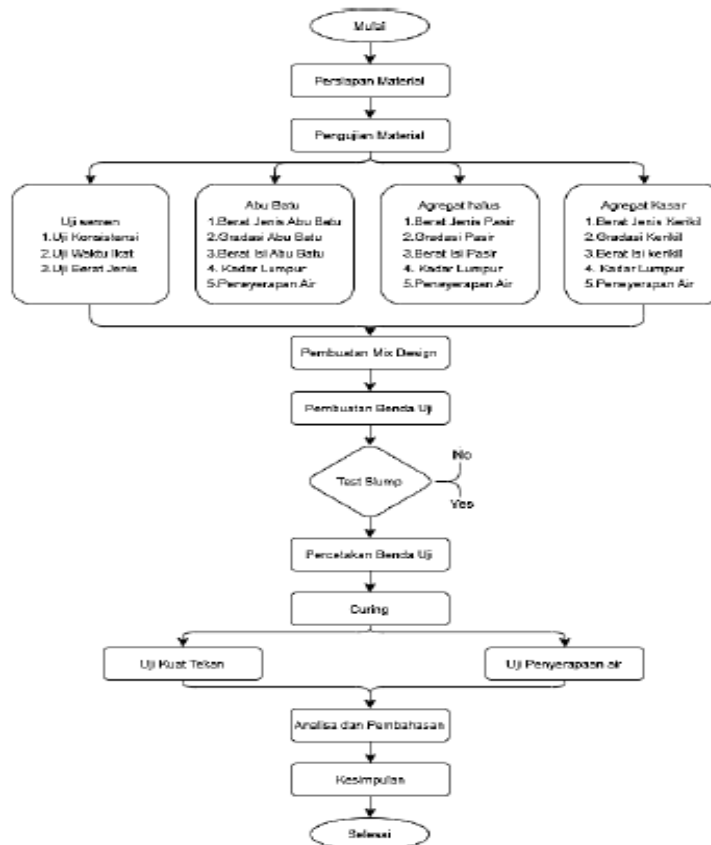 Mulai
Persiapan Material
Pengujian Material
Uji semen
1.Uji Konsistensi
2.Uji Waktu Ikat
3.Uji Berat Jenis
Abu Batu
1.Berat Jenis Abu Batu
2.Gradasi Abu Batu
3.Berat Isi Abu Batu
4. Kadar Lumpur
5.Penyerapan Air
Agregat halus
1.Berat Jenis Pasir
2.Gradasi Pasir
3.Berat Isi Pasir
4. Kadar Lumpur
5.Penyerapan Air
Agregat Kasar
1.Berat Jenis Kerikil
2.Gradasi Kerikil
3.Berat Isi kerikil
4. Kadar Lumpur
5.Penyerapan Air
Pembuatan Mix Design
Pembuatan Benda Uji
Test Slump
No
Yes
Percetakan Benda Uji
Curing
Uji Kuat Tekan
Uji Penyerapaan air
Analisa dan Pembahasan
Kesimpulan
Selesai